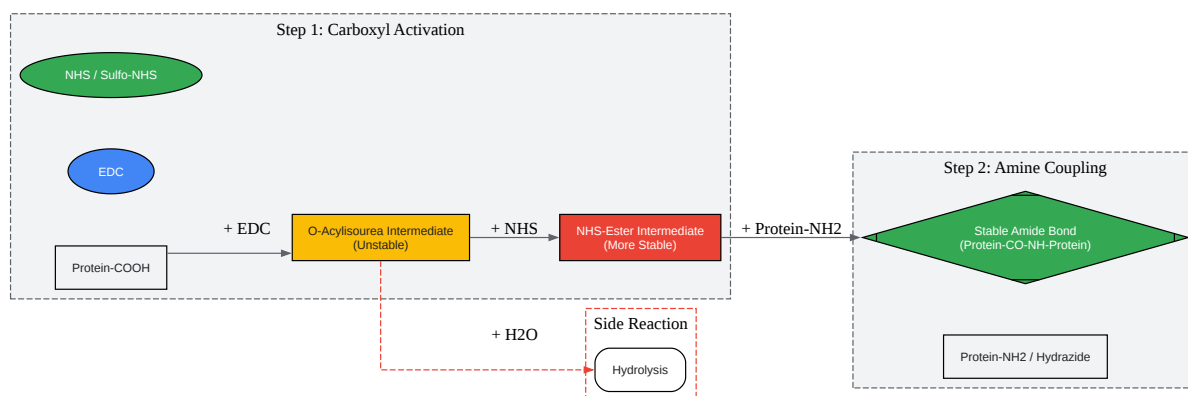 Step 1: Carboxyl Activation
NHS / Sulfo-NHS
EDC
Protein-COOH
+ EDC
O-Acylisourea Intermediate
(Unstable)
+ NHS
NHS-Ester Intermediate
(More Stable)
+ Protein-NH2
Step 2: Amine Coupling
Stable Amide Bond
(Protein-CO-NH-Protein)
Protein-NH2 / Hydrazide
+ H2O
Side Reaction
Hydrolysis